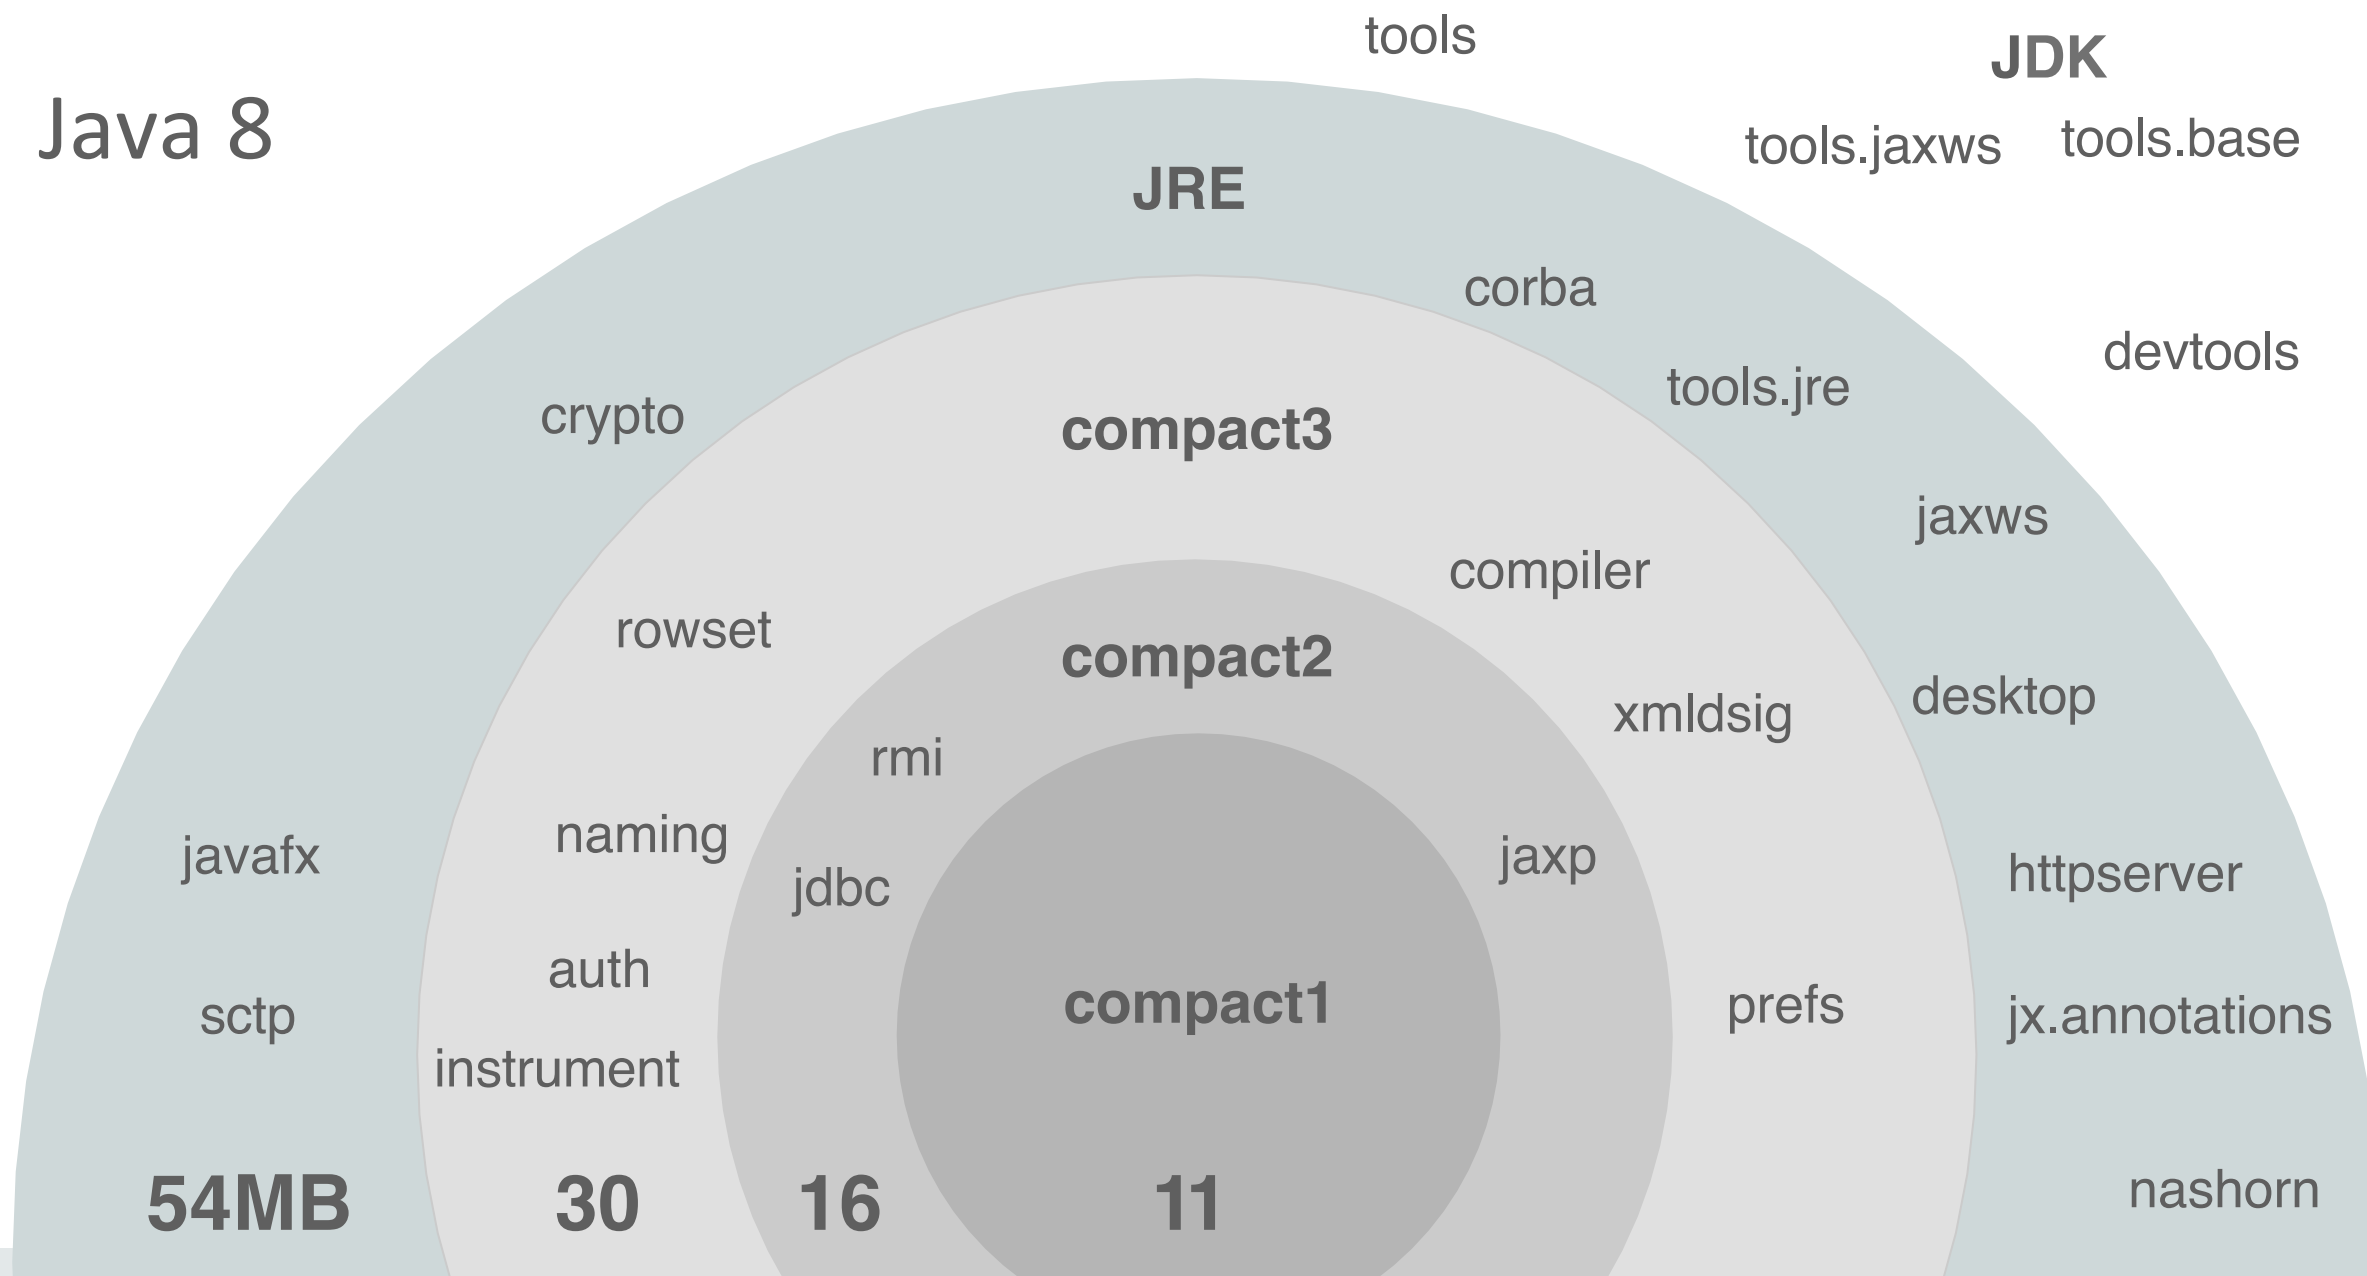 tools
JDK
Java 8
tools.jaxws
tools.base
JRE
corba
devtools
tools.jre
crypto
compact3
jaxws
compiler
rowset
compact2
desktop
xmldsig
rmi
naming
javafx
jaxp
httpserver
jdbc
auth
compact1
prefs
sctp
jx.annotations
instrument
nashorn
54MB
30
16
11